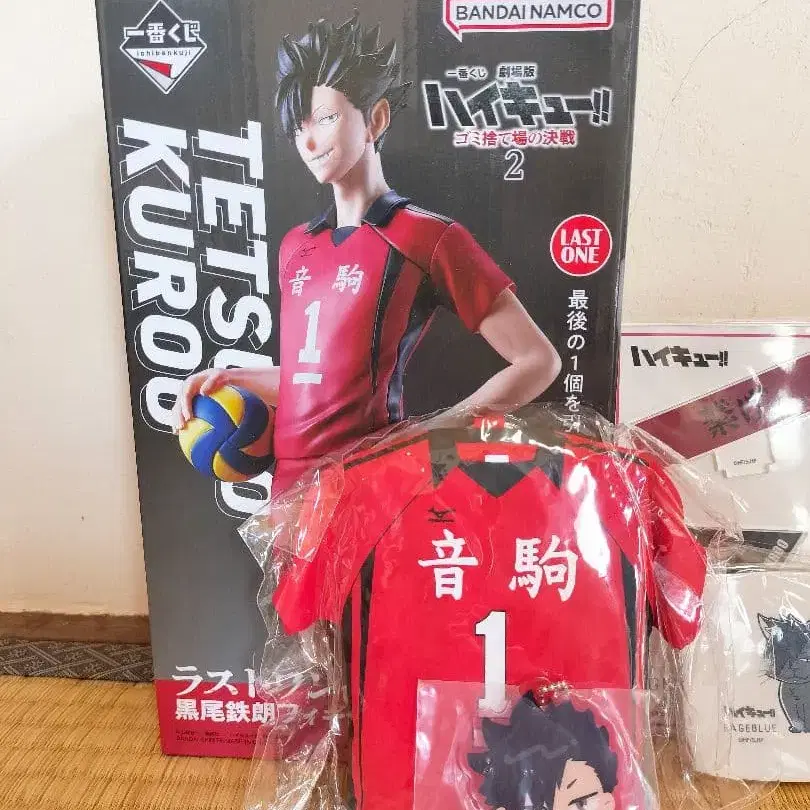 一番くじ
ichibankuji
BANDAI NAMCO
一番くじ 劇場版
ハイキュー!!
ゴミ捨て場の決戦
2
TETSURO
KUROO
LAST
ONE
最後の1個を
音駒
1
ラストワン
黒尾鉄朗フィギ
音駒
1
ハイキュー!!
ハイキュー!!